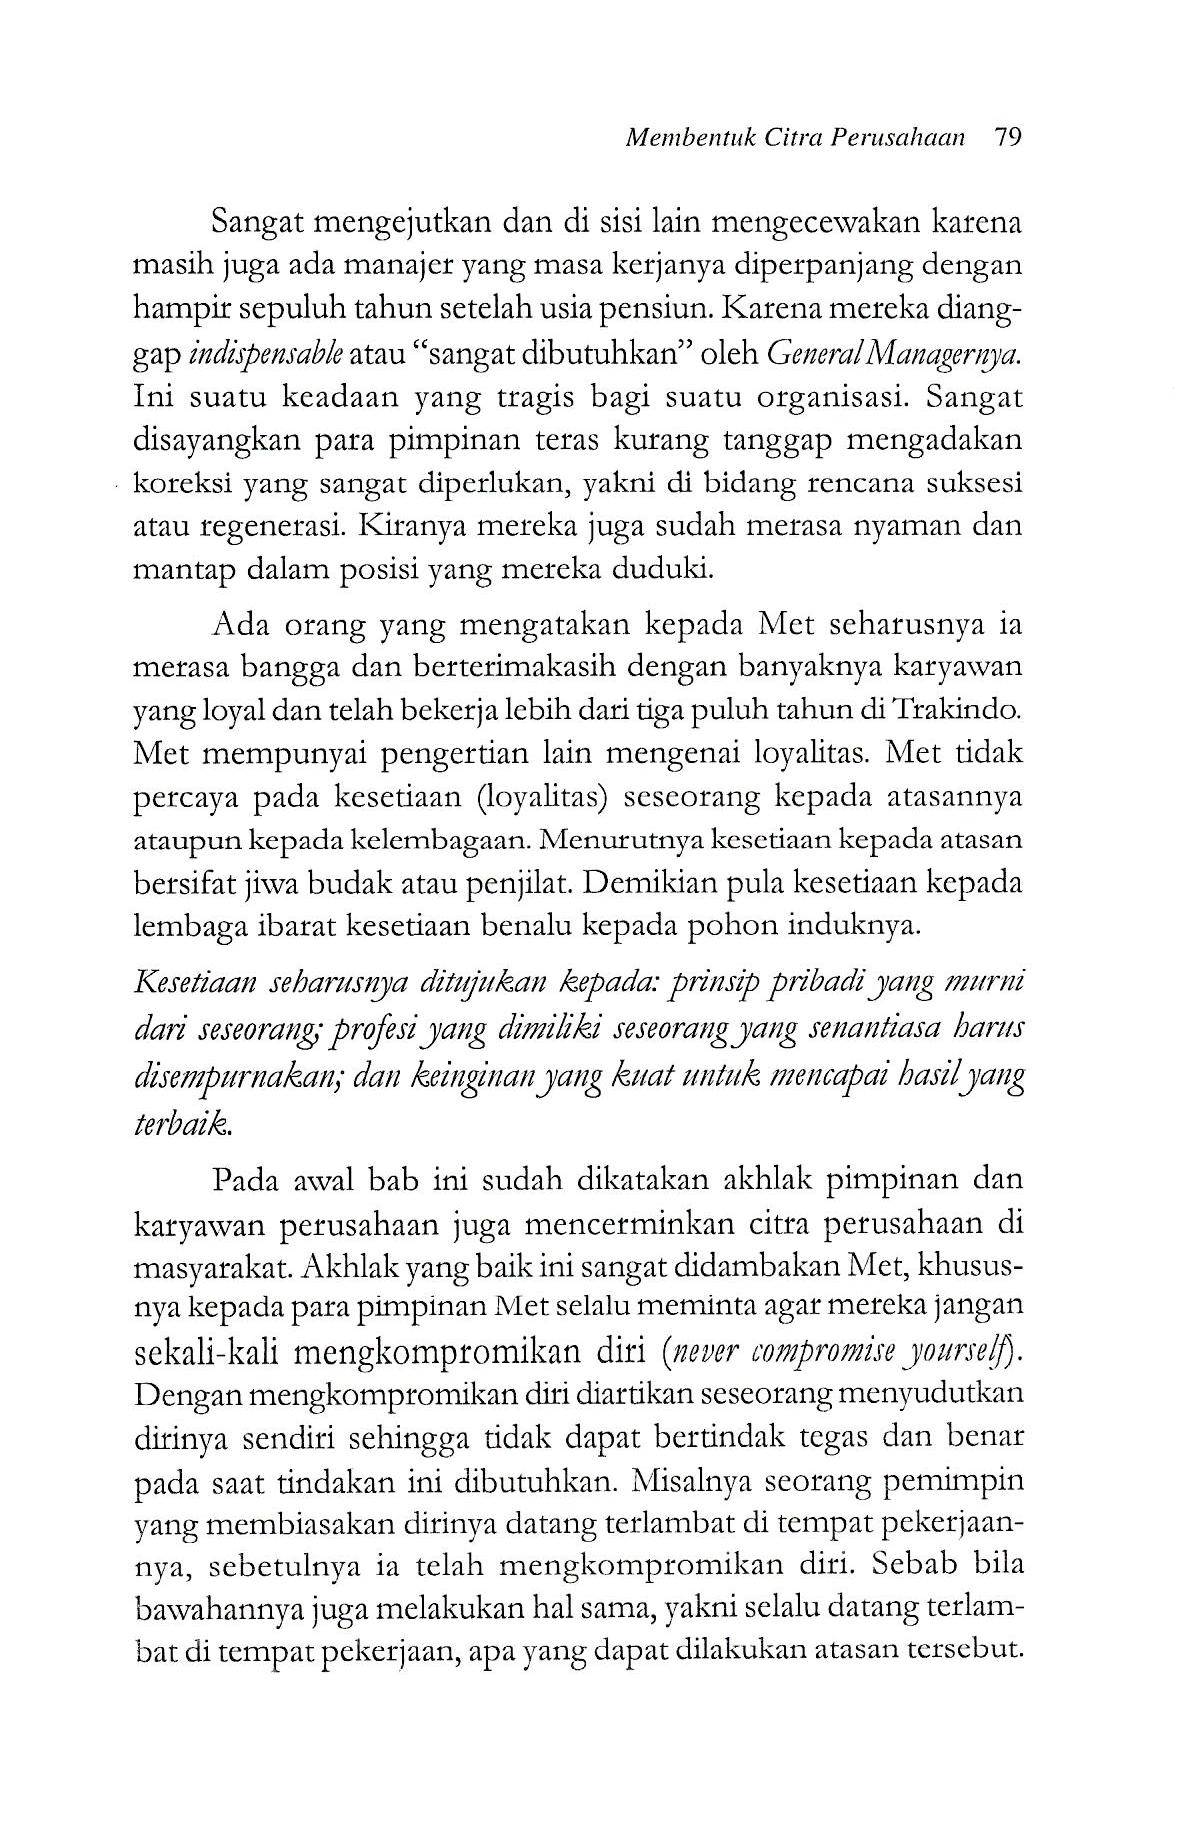 Membentuk Citra Perusahaan 79
Sangat mengejutkan dan di sisi lain mengecewakan karena
masih juga ada manajer yang masa kerjanya diperpanjang dengan
hampir sepuluh tahun setelah usia pensiun. Karena mereka diang-
gap indispensable atau “sangat dibutuhkan” oleh General Managernya.
Ini suatu keadaan yang tragis bagi suatu organisasi. Sangat
disayangkan para pimpinan teras kurang tanggap mengadakan
koreksi yang sangat diperlukan, yakni di bidang rencana suksesi
atau regenerasi. Kiranya mereka juga sudah merasa nyaman dan
mantap dalam posisi yang mereka duduki.
Ada orang yang mengatakan kepada Met seharusnya ia
merasa bangga dan berterimakasih dengan banyaknya karyawan
yang loyal dan telah bekerja lebih dari tiga puluh tahun di Trakindo.
Met mempunyai pengertian lain mengenai loyalitas. Met tidak
percaya pada kesetiaan (loyalitas) seseorang kepada atasannya
ataupun kepada kelembagaan. Menurutnya kesetiaan kepada atasan
bersifat jiwa budak atau penjilat. Demikian pula kesetiaan kepada
lembaga ibarat kesetiaan benalu kepada pohon induknya.
Kesetiaan seharusnya ditujukan kepada: prinsip pribadi yang murni
dari seseorang; profesi yang dimiliki seseorang yang senantiasa harus
disempurnakan; dan keinginan yang kuat untuk mencapai hasil yang
terbaik.
Pada awal bab ini sudah dikatakan akhlak pimpinan dan
karyawan perusahaan juga mencerminkan citra perusahaan di
masyarakat. Akhlak yang baik ini sangat didambakan Met, khusus-
nya kepada para pimpinan Met selalu meminta agar mereka jangan
sekali-kali mengkompromikan diri (never compromise yourself).
Dengan mengkompromikan diri diartikan seseorang menyudutkan
dirinya sendiri sehingga tidak dapat bertindak tegas dan benar
pada saat tindakan ini dibutuhkan. Misalnya seorang pemimpin
yang membiasakan dirinya datang terlambat di tempat pekerjaan-
nya, sebetulnya ia telah mengkompromikan diri. Sebab bila
bawahannya juga melakukan hal sama, yakni selalu datang terlam-
bat di tempat pekerjaan, apa yang dapat dilakukan atasan tersebut.